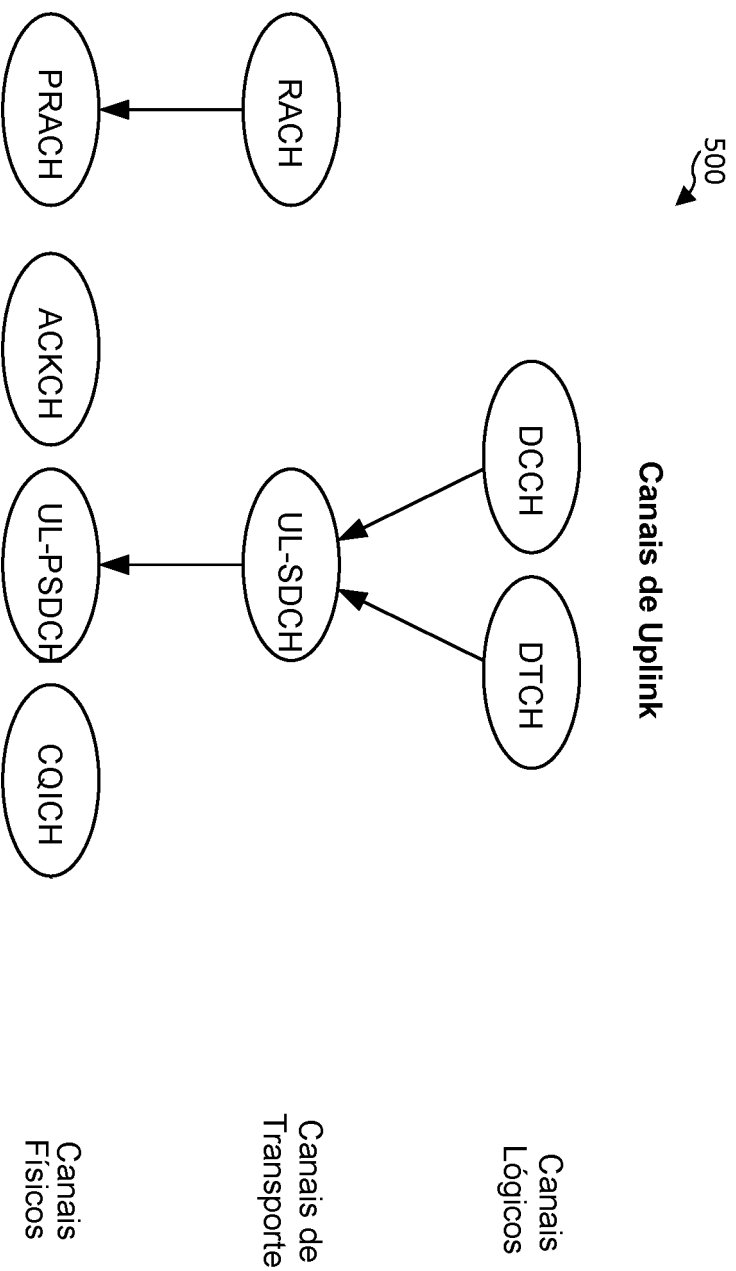 500
Canais de Uplink
DCCH
DTCH
Canais
Lógicos
RACH
UL-SDCH
Canais de
Transporte
PRACH
ACKCH
UL-PSDCH
CQICH
Canais
Físicos